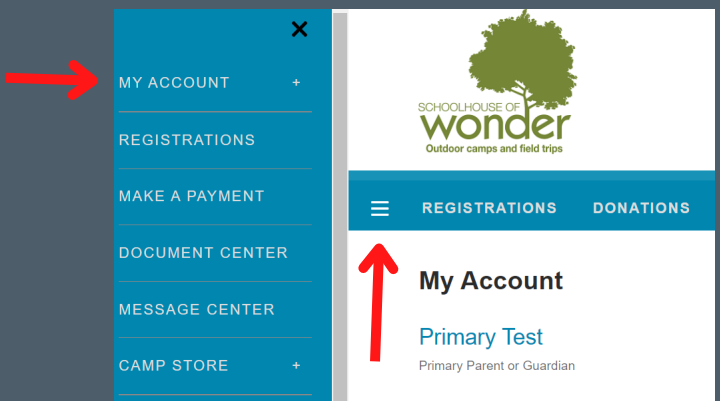 MY ACCOUNT +
REGISTRATIONS
MAKE A PAYMENT
DOCUMENT CENTER
MESSAGE CENTER
CAMP STORE +
SCHOOLHOUSE OF
wonder
Outdoor camps and field trips
REGISTRATIONS DONATIONS
My Account
Primary Test
Primary Parent or Guardian